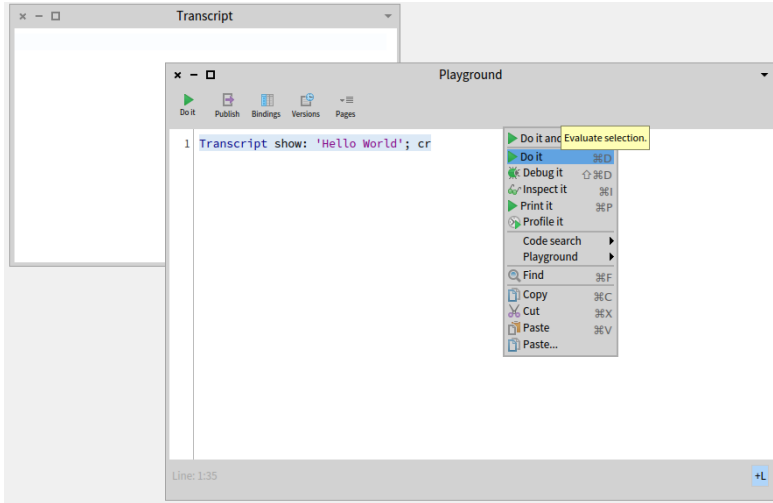 Transcript
Playground
Do it
Publish
Bindings
Versions
Pages
1 Transcript show: 'Hello World'; cr
Do it and
Evaluate selection.
Do it ⌘D
Debug it ⇧⌘D
Inspect it ⌘I
Print it ⌘P
Profile it
Code search
Playground
Find ⌘F
Copy ⌘C
Cut ⌘X
Paste ⌘V
Paste...
Line: 1:35
+L